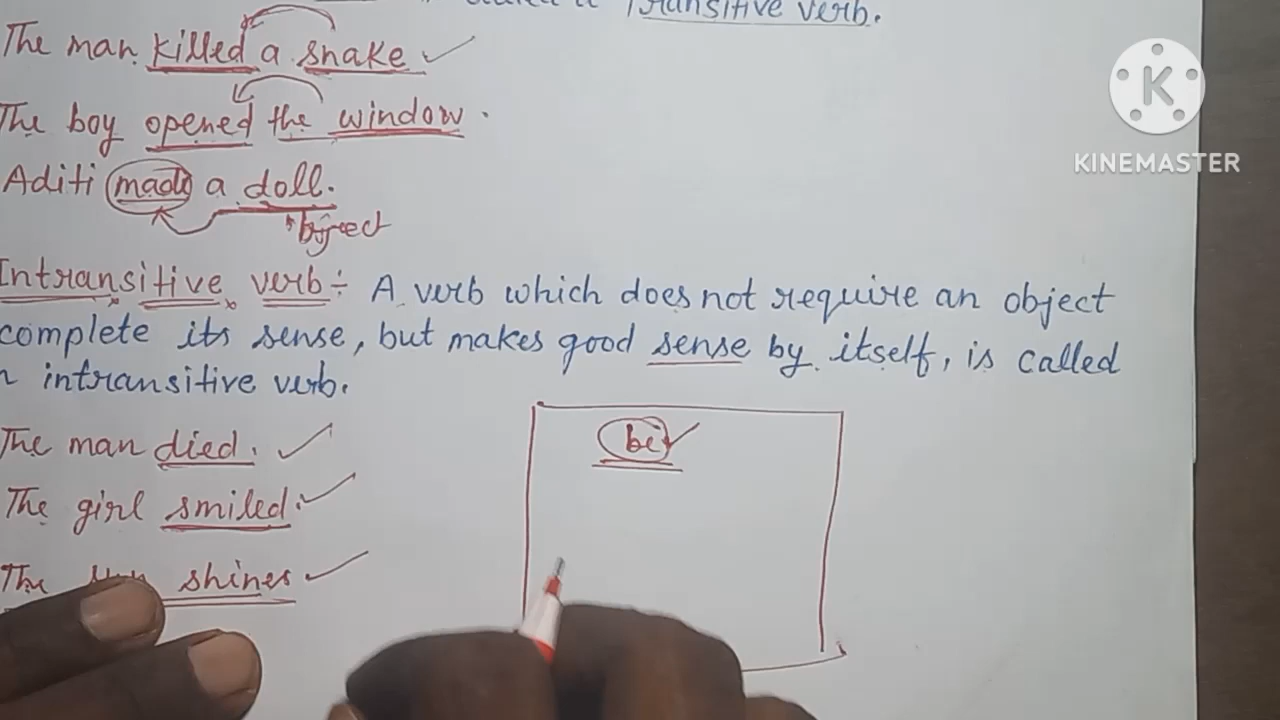 Transitive verb.
The man killed a snake ✓
The boy opened the window.
Aditi made a doll.
object
Intransitive verb÷ A verb which does not require an object
complete its sense, but makes good sense by itself, is called
n intransitive verb.
The man died. ✓
be ✓
The girl smiled. ✓
The shines ✓
K
KINEMASTER